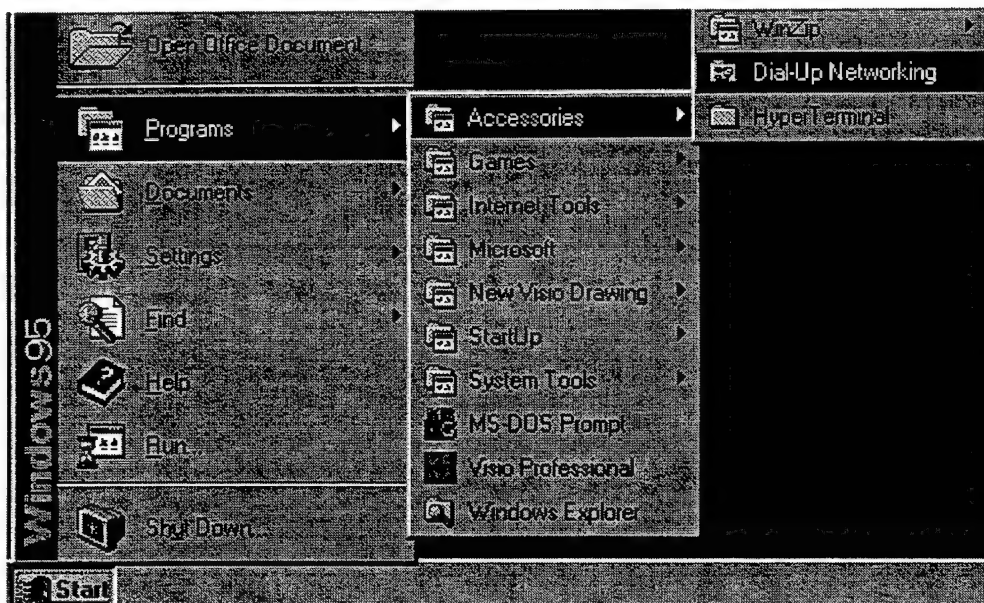 Open Office Document
Programs
Documents
Settings
Find
Help
Run...
Shut Down...
Windows95
Start
Accessories
Games
Internet Tools
Microsoft
New Visio Drawing
StartUp
System Tools
MS-DOS Prompt
Visio Professional
Windows Explorer
WinZip
Dial-Up Networking
HyperTerminal